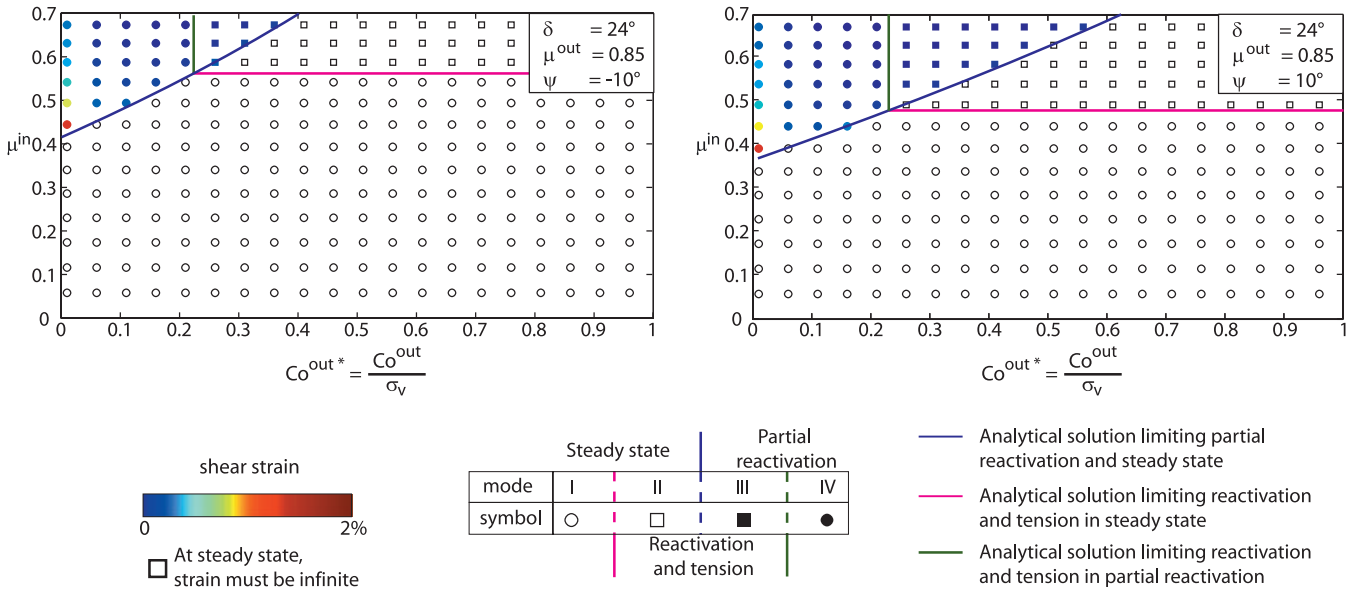 0.7
0.6
0.5
μ^in
0.4
0.3
0.2
0.1
0
0 0.1 0.2 0.3 0.4 0.5 0.6 0.7 0.8 0.9 1
δ = 24°
μ^out = 0.85
ψ = -10°
Co^out * = Co^out / σ_v
0.7
0.6
0.5
μ^in
0.4
0.3
0.2
0.1
0
0 0.1 0.2 0.3 0.4 0.5 0.6 0.7 0.8 0.9 1
δ = 24°
μ^out = 0.85
ψ = 10°
Co^out * = Co^out / σ_v
shear strain
0 2%
At steady state,
strain must be infinite
Steady state Partial
reactivation
mode I II III IV
symbol
Reactivation
and tension
Analytical solution limiting partial
reactivation and steady state
Analytical solution limiting reactivation
and tension in steady state
Analytical solution limiting reactivation
and tension in partial reactivation